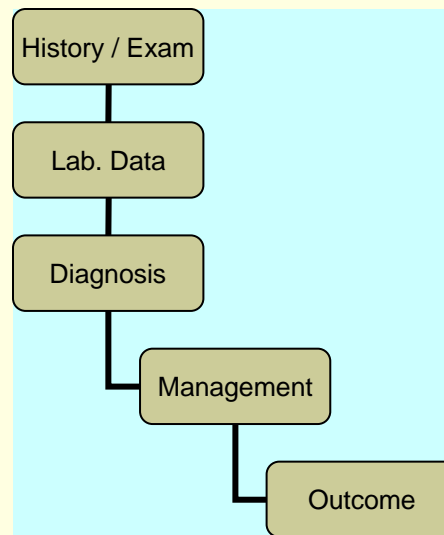 History / Exam
Lab. Data
Diagnosis
Management
Outcome